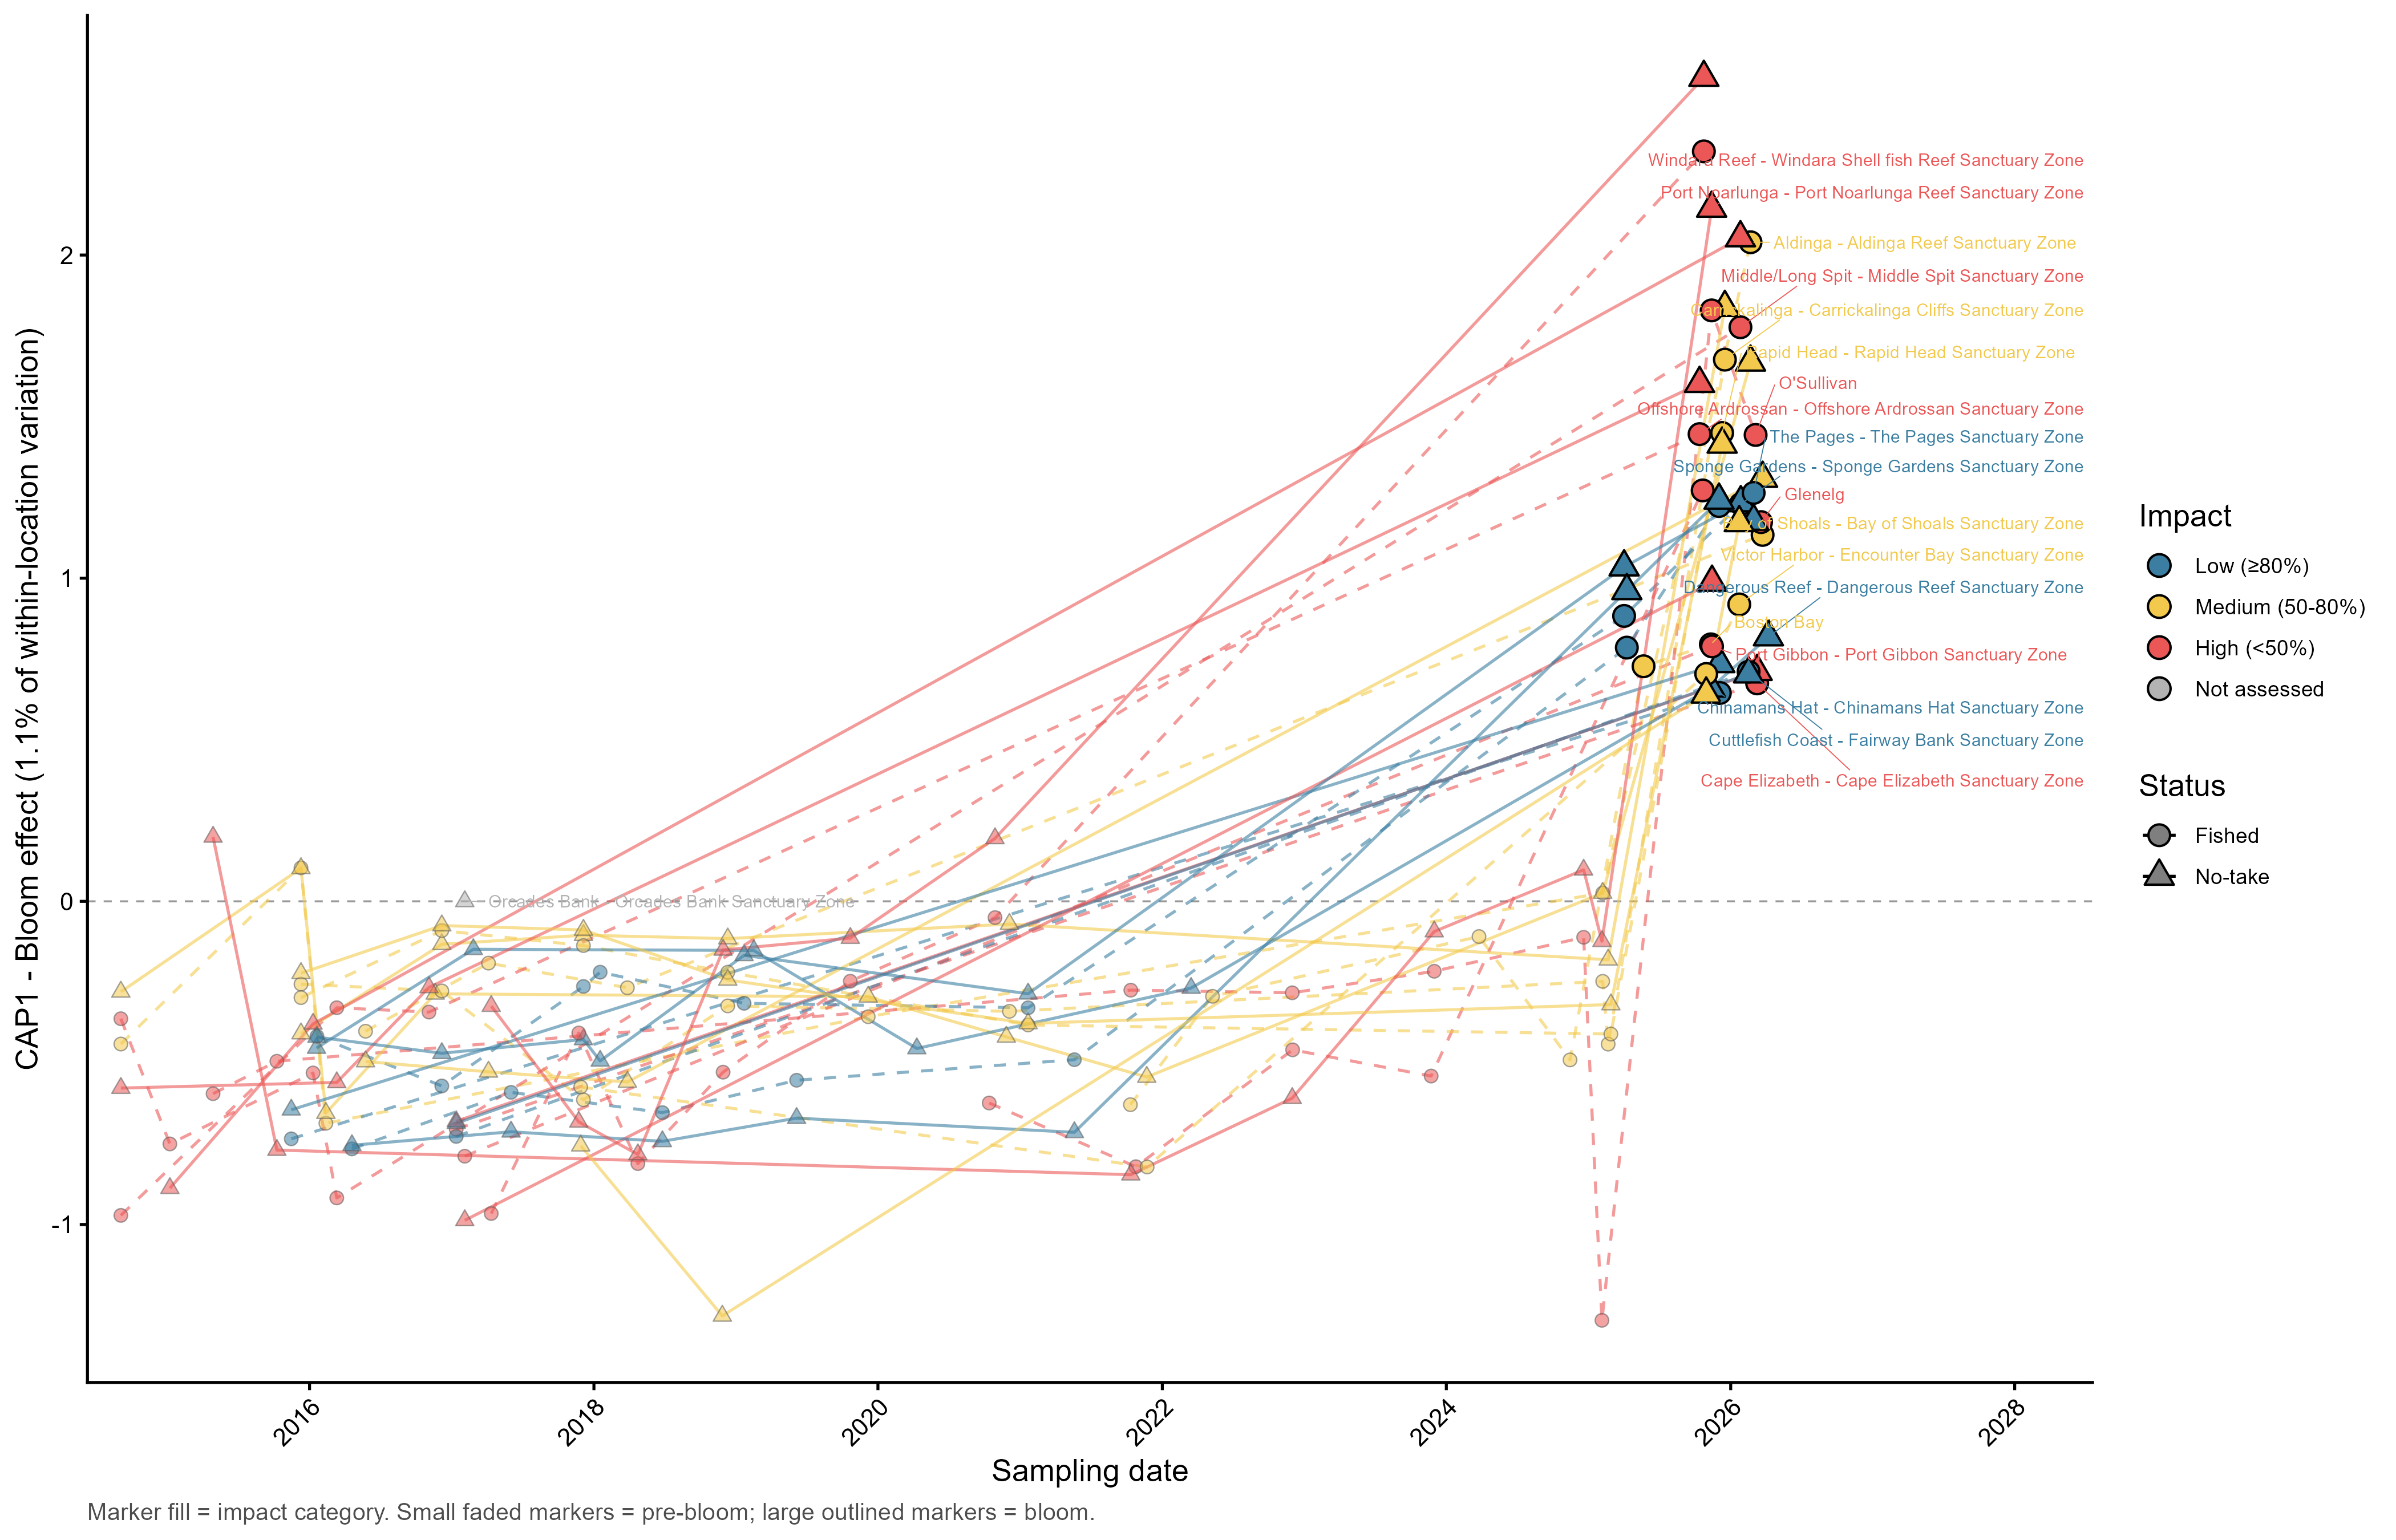 CAP1 - Bloom effect (1.1% of within-location variation)
2
1
0
-1
Windara Reef - Windara Shell fish Reef Sanctuary Zone
Port Noarlunga - Port Noarlunga Reef Sanctuary Zone
Aldinga - Aldinga Reef Sanctuary Zone
Middle/Long Spit - Middle Spit Sanctuary Zone
Carrickalinga - Carrickalinga Cliffs Sanctuary Zone
Rapid Head - Rapid Head Sanctuary Zone
O'Sullivan
Offshore Ardrossan - Offshore Ardrossan Sanctuary Zone
The Pages - The Pages Sanctuary Zone
Sponge Gardens - Sponge Gardens Sanctuary Zone
Glenelg
Bay of Shoals - Bay of Shoals Sanctuary Zone
Victor Harbor - Encounter Bay Sanctuary Zone
Dangerous Reef - Dangerous Reef Sanctuary Zone
Boston Bay
Port Gibbon - Port Gibbon Sanctuary Zone
Chinamans Hat - Chinamans Hat Sanctuary Zone
Cuttlefish Coast - Fairway Bank Sanctuary Zone
Cape Elizabeth - Cape Elizabeth Sanctuary Zone
Orcades Bank - Orcades Bank Sanctuary Zone
2016
2018
2020
2022
2024
2026
2028
Sampling date
Marker fill = impact category. Small faded markers = pre-bloom; large outlined markers = bloom.
Impact
Low (≥80%)
Medium (50-80%)
High (<50%)
Not assessed
Status
Fished
No-take